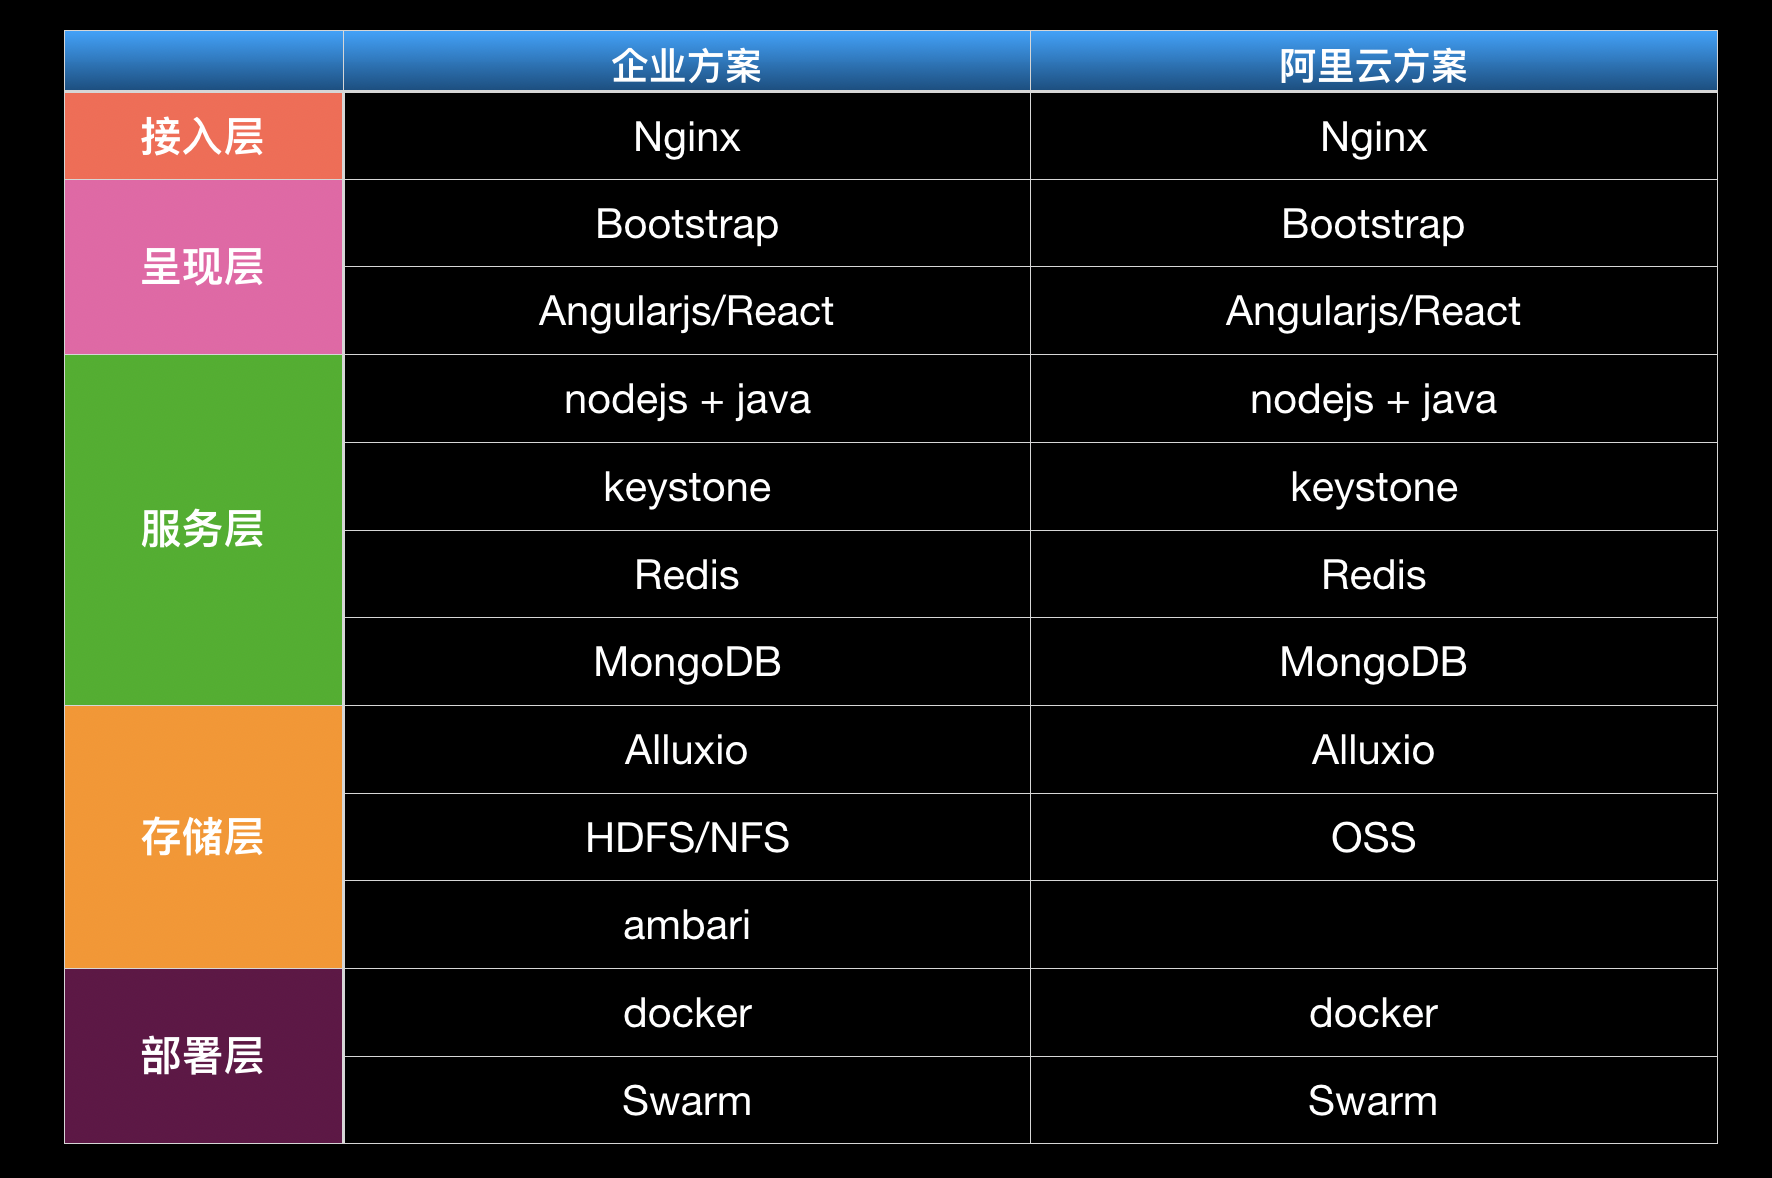 企业方案 阿里云方案
接入层 Nginx Nginx
呈现层 Bootstrap Bootstrap
Angularjs/React Angularjs/React
服务层 nodejs + java nodejs + java
keystone keystone
Redis Redis
MongoDB MongoDB
存储层 Alluxio Alluxio
HDFS/NFS OSS
ambari
部署层 docker docker
Swarm Swarm